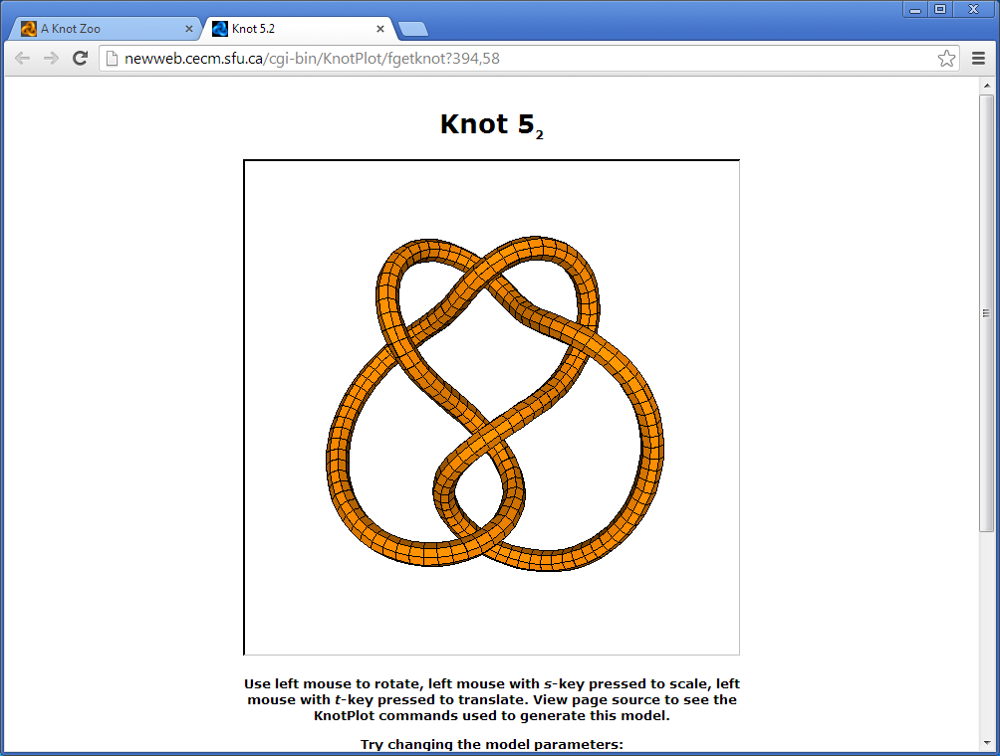 A Knot Zoo
Knot 5.2
newweb.cecm.sfu.ca/cgi-bin/KnotPlot/fgetknot?394,58
Knot 5₂
Use left mouse to rotate, left mouse with s-key pressed to scale, left
mouse with t-key pressed to translate. View page source to see the
KnotPlot commands used to generate this model.
Try changing the model parameters: